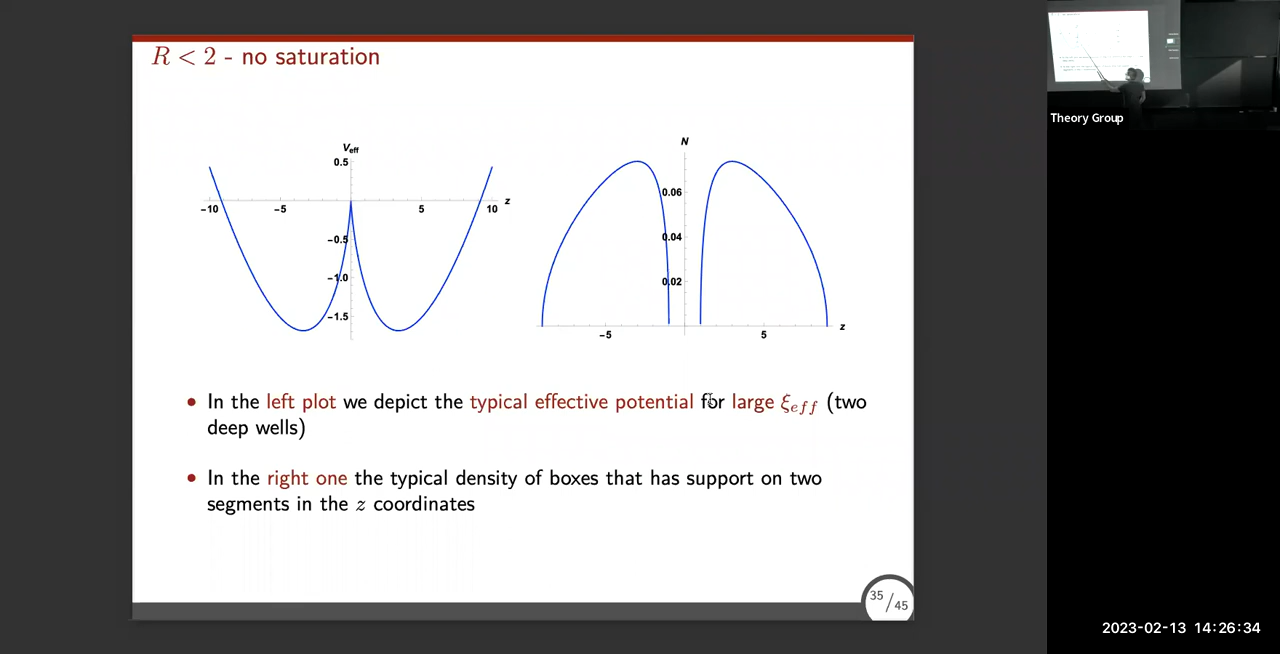 R < 2 - no saturation
V_eff
0.5
-10
-5
5
10
z
-0.5
-1.0
-1.5
N
0.06
0.04
0.02
-5
5
z
• In the left plot we depict the typical effective potential for large ξ_eff (two
deep wells)
• In the right one the typical density of boxes that has support on two
segments in the z coordinates
35/45
Theory Group
2023-02-13 14:26:34